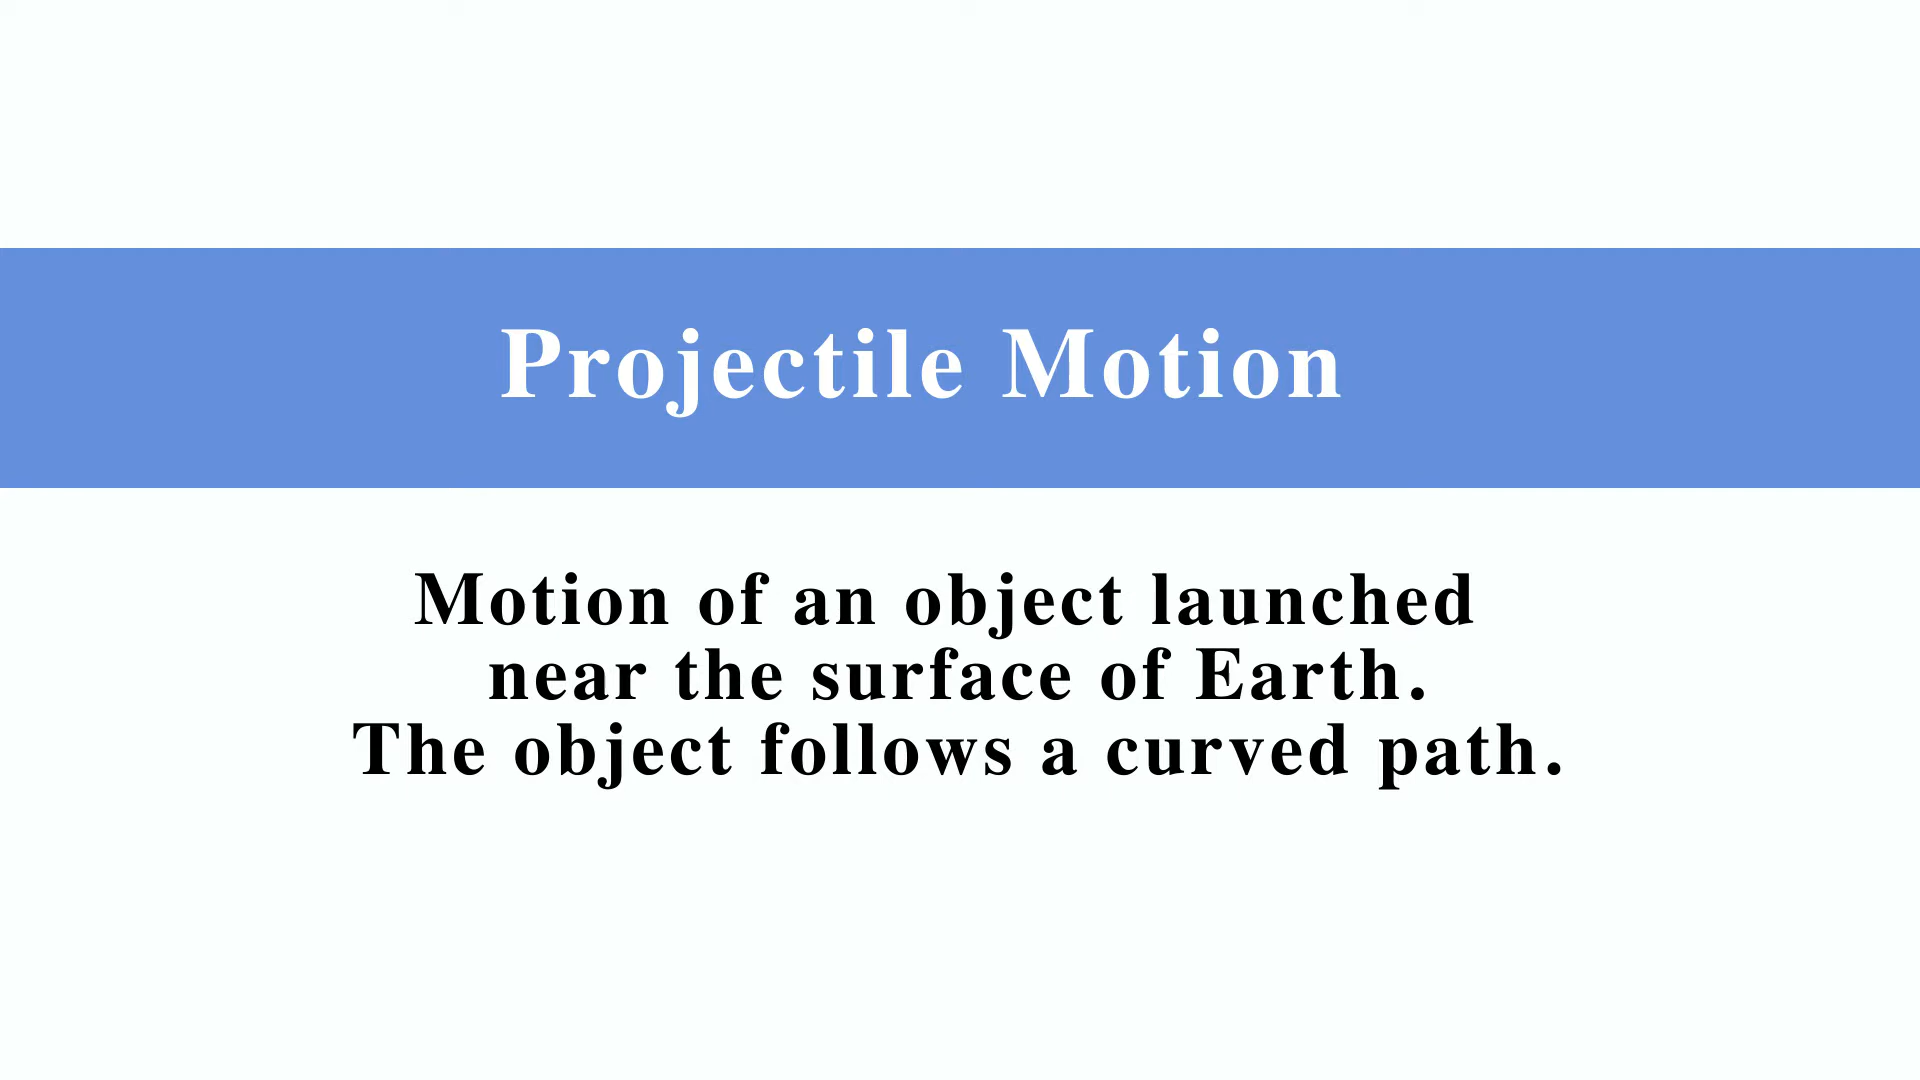 Projectile Motion
Motion of an object launched
near the surface of Earth.
The object follows a curved path.